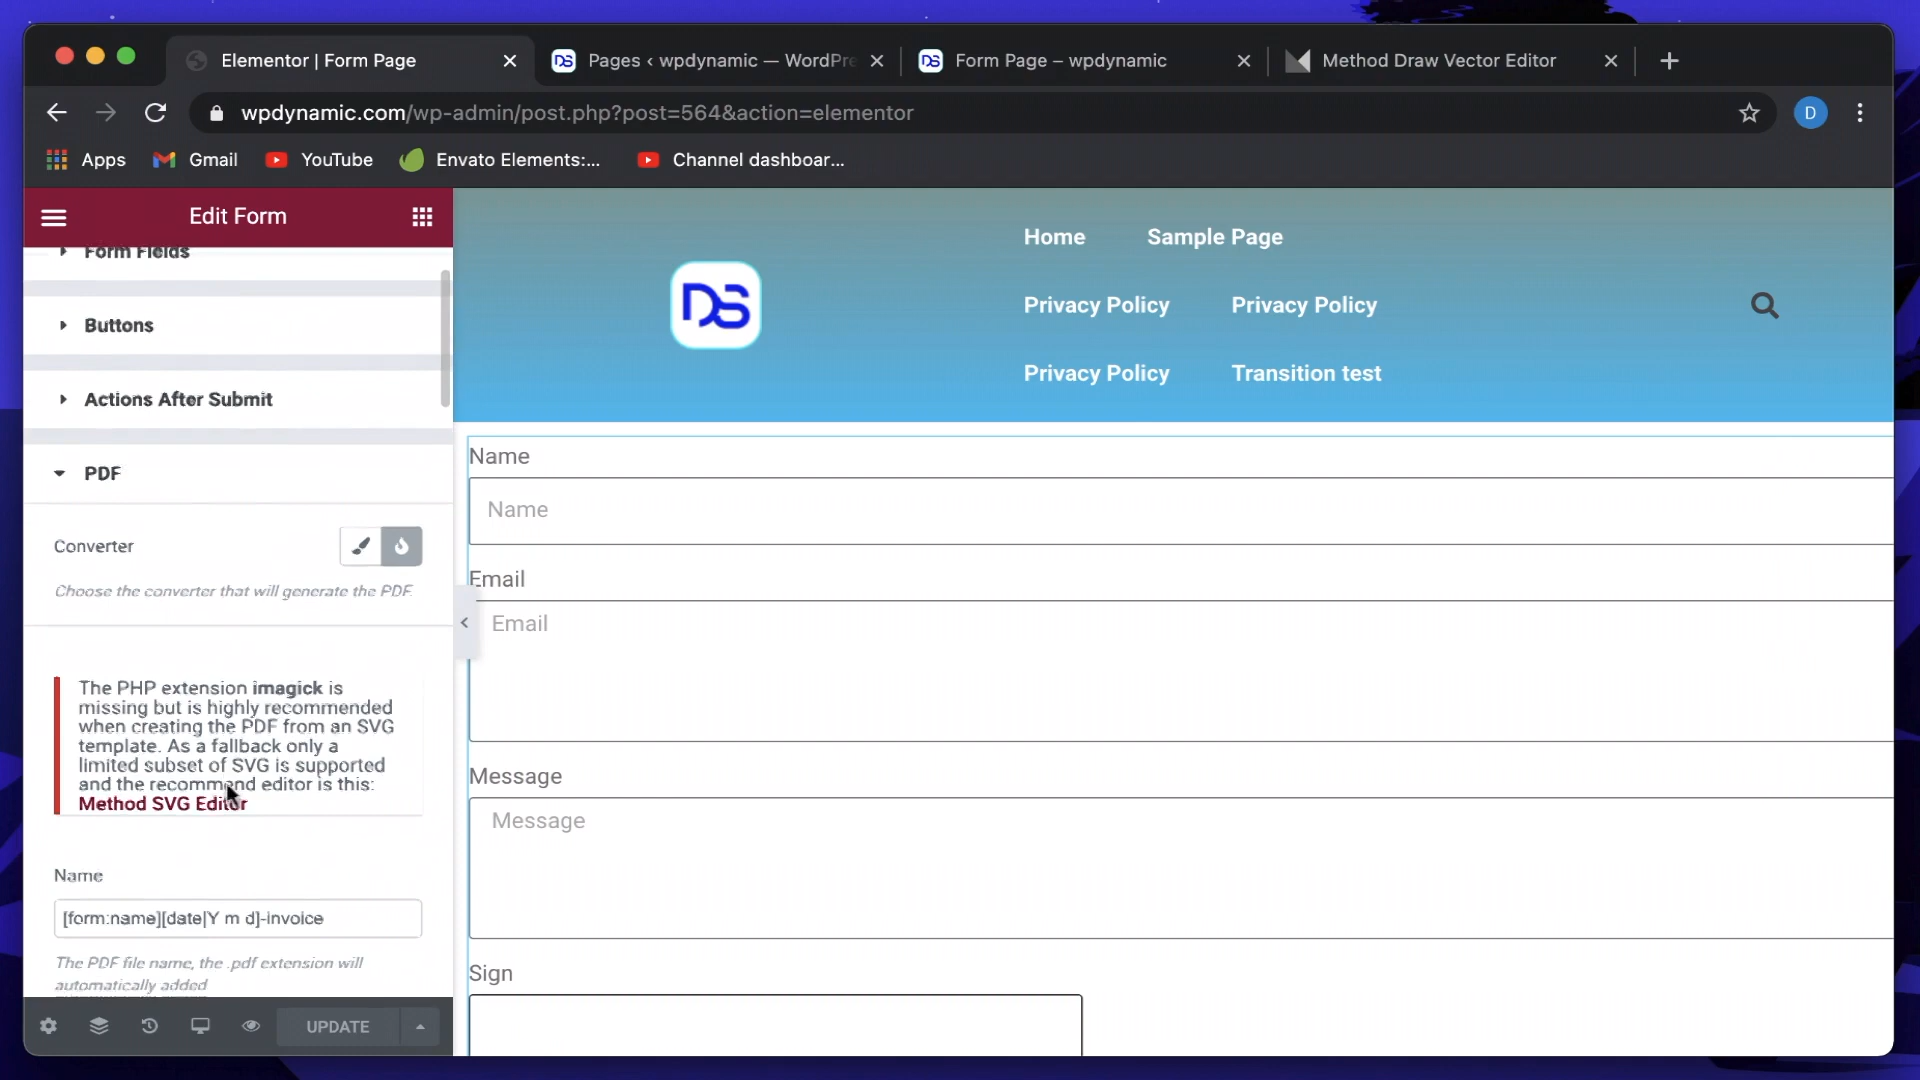 Elementor | Form Page
Pages ‹ wpdynamic — WordPre
Form Page – wpdynamic
Method Draw Vector Editor
wpdynamic.com/wp-admin/post.php?post=564&action=elementor
D
Apps
Gmail
YouTube
Envato Elements:...
Channel dashboar...
Edit Form
Form Fields
Buttons
Actions After Submit
PDF
Converter
Choose the converter that will generate the PDF.
The PHP extension imagick is
missing but is highly recommended
when creating the PDF from an SVG
template. As a fallback only a
limited subset of SVG is supported
and the recommend editor is this:
Method SVG Editor
Name
[form:name][date|Y m d]-invoice
The PDF file name, the .pdf extension will
automatically added
UPDATE
DS
Home
Sample Page
Privacy Policy
Privacy Policy
Privacy Policy
Transition test
Name
Name
Email
Email
Message
Message
Sign